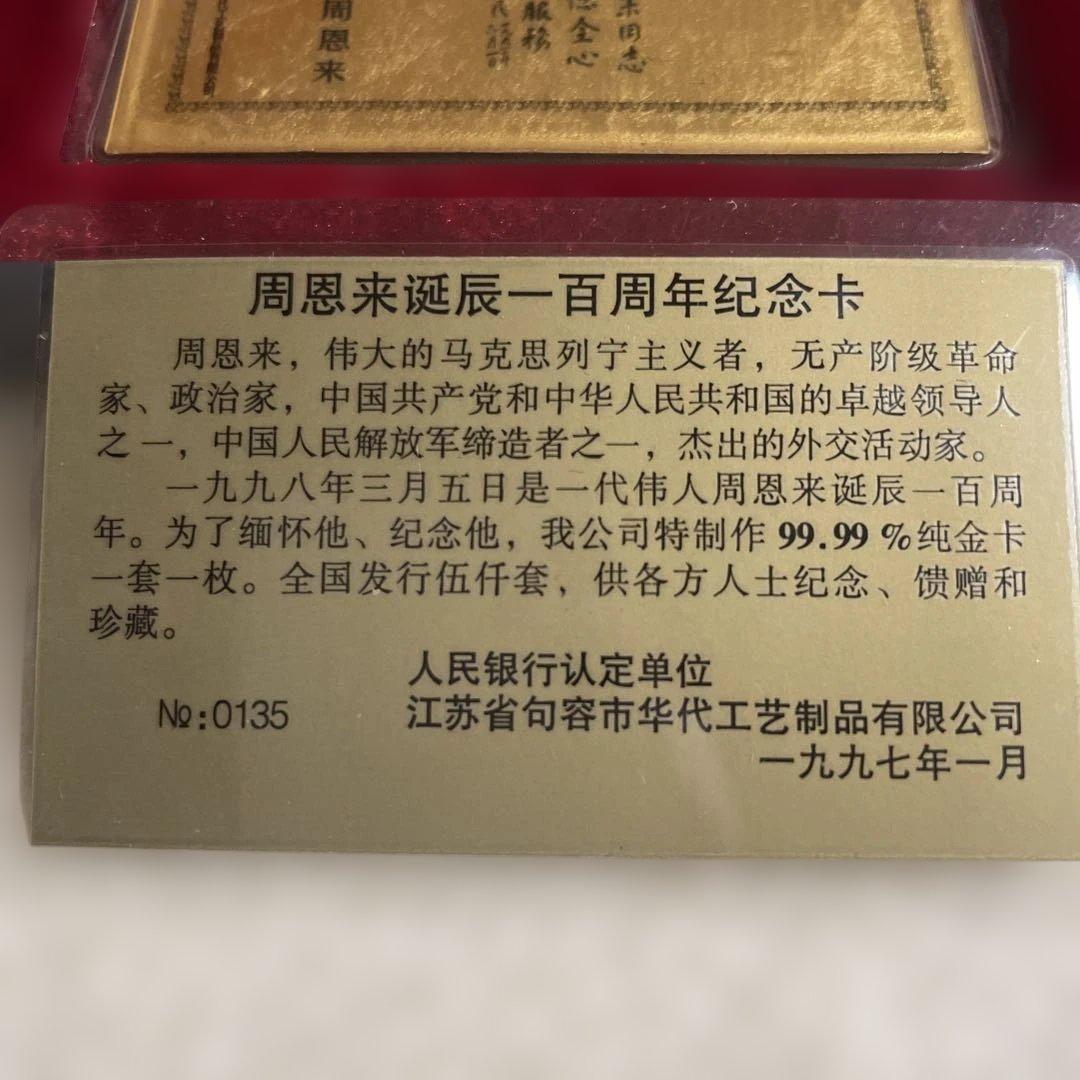 周恩来
服务
全心
同志
周恩来诞辰一百周年纪念卡
周恩来，伟大的马克思列宁主义者，无产阶级革命
家、政治家，中国共产党和中华人民共和国的卓越领导人
之一，中国人民解放军缔造者之一，杰出的外交活动家。
一九九八年三月五日是一代伟人周恩来诞辰一百周
年。为了缅怀他、纪念他，我公司特制作 99.99 %纯金卡
一套一枚。全国发行伍仟套，供各方人士纪念、馈赠和
珍藏。
人民银行认定单位
№:0135 江苏省句容市华代工艺制品有限公司
一九九七年一月